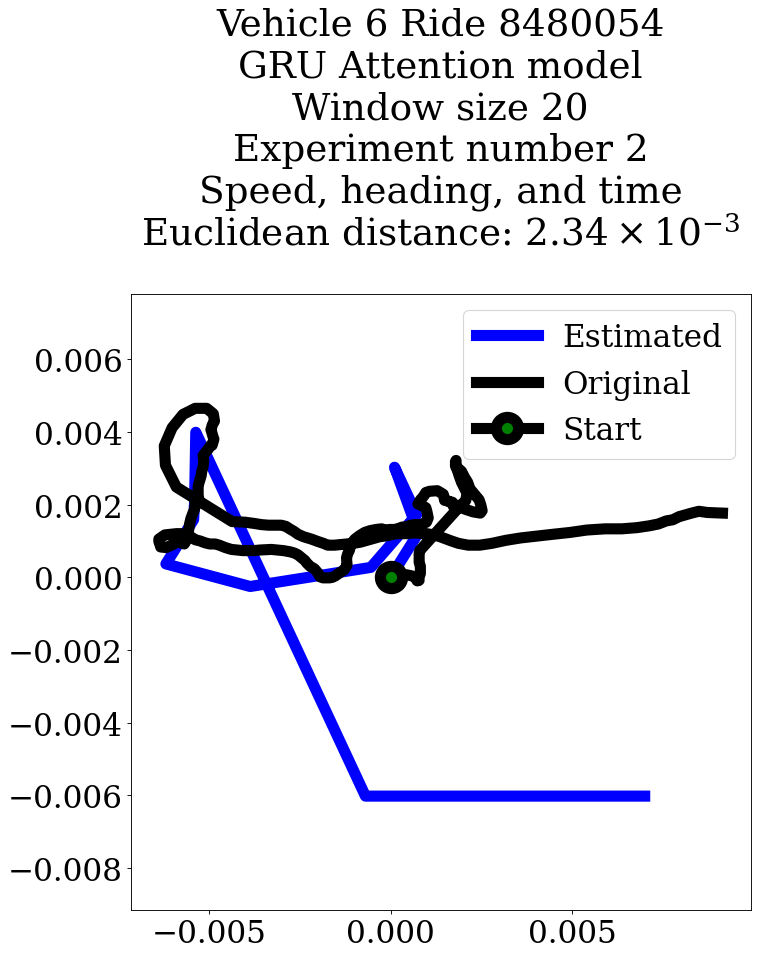 Vehicle 6 Ride 8480054
GRU Attention model
Window size 20
Experiment number 2
Speed, heading, and time
Euclidean distance: 2.34 × 10⁻³
Estimated
Original
Start
0.006
0.004
0.002
0.000
−0.002
−0.004
−0.006
−0.008
−0.005 0.000 0.005